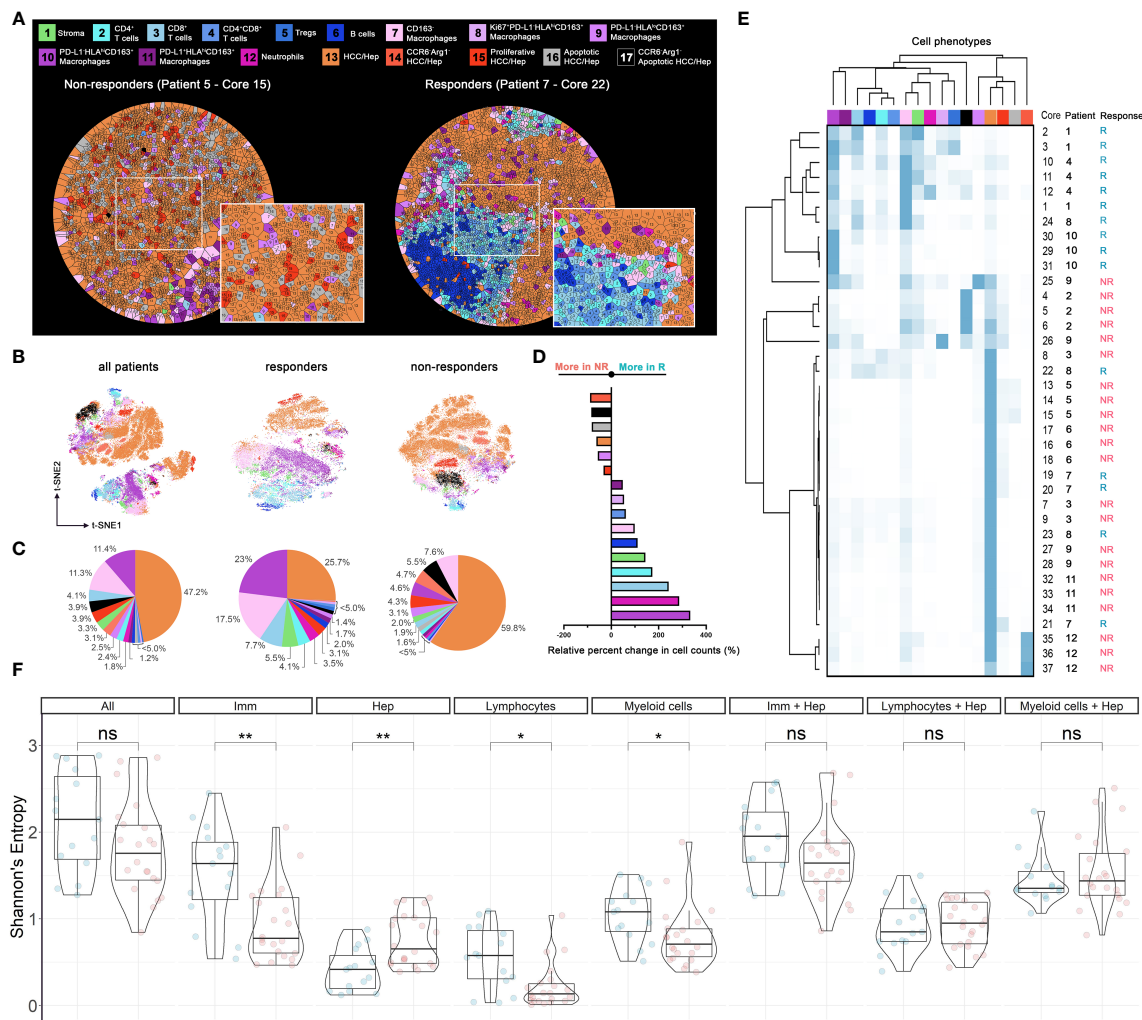 A
1 Stroma
2 CD4+ T cells
3 CD8+ T cells
4 CD4+CD8+ T cells
5 Tregs
6 B cells
7 CD163- Macrophages
8 Ki67+PD-L1-HLAhiCD163+ Macrophages
9 PD-L1-HLAloCD163+ Macrophages
10 PD-L1-HLAhiCD163+ Macrophages
11 PD-L1+HLAhiCD163+ Macrophages
12 Neutrophils
13 HCC/Hep
14 CCR6-Arg1- HCC/Hep
15 Proliferative HCC/Hep
16 Apoptotic HCC/Hep
17 CCR6-Arg1- Apoptotic HCC/Hep
Non-responders (Patient 5 - Core 15)
Responders (Patient 7 - Core 22)
B
all patients
responders
non-responders
t-SNE2
t-SNE1
C
11.4%
11.3%
4.1%
3.9%
3.9%
3.3%
3.1%
2.5%
2.4%
1.8%
1.2%
<5.0%
47.2%
23%
17.5%
7.7%
5.5%
4.1%
3.5%
3.1%
2.0%
1.7%
1.4%
<5.0%
25.7%
7.6%
5.5%
4.7%
4.6%
4.3%
3.1%
2.0%
1.9%
1.6%
<5%
59.8%
D
More in NR
More in R
-200
0
200
400
Relative percent change in cell counts (%)
E
Cell phenotypes
Core Patient Response
2 1 R
3 1 R
10 4 R
11 4 R
12 4 R
1 1 R
24 8 R
30 10 R
29 10 R
31 10 R
25 9 NR
4 2 NR
5 2 NR
6 2 NR
26 9 NR
8 3 NR
22 8 R
13 5 NR
14 5 NR
15 5 NR
17 6 NR
16 6 NR
18 6 NR
19 7 R
20 7 R
7 3 NR
9 3 NR
23 8 R
27 9 NR
28 9 NR
32 11 NR
33 11 NR
34 11 NR
21 7 R
35 12 NR
36 12 NR
37 12 NR
F
All
Imm
Hep
Lymphocytes
Myeloid cells
Imm + Hep
Lymphocytes + Hep
Myeloid cells + Hep
ns
**
**
*
*
ns
ns
ns
Shannon's Entropy
3
2
1
0